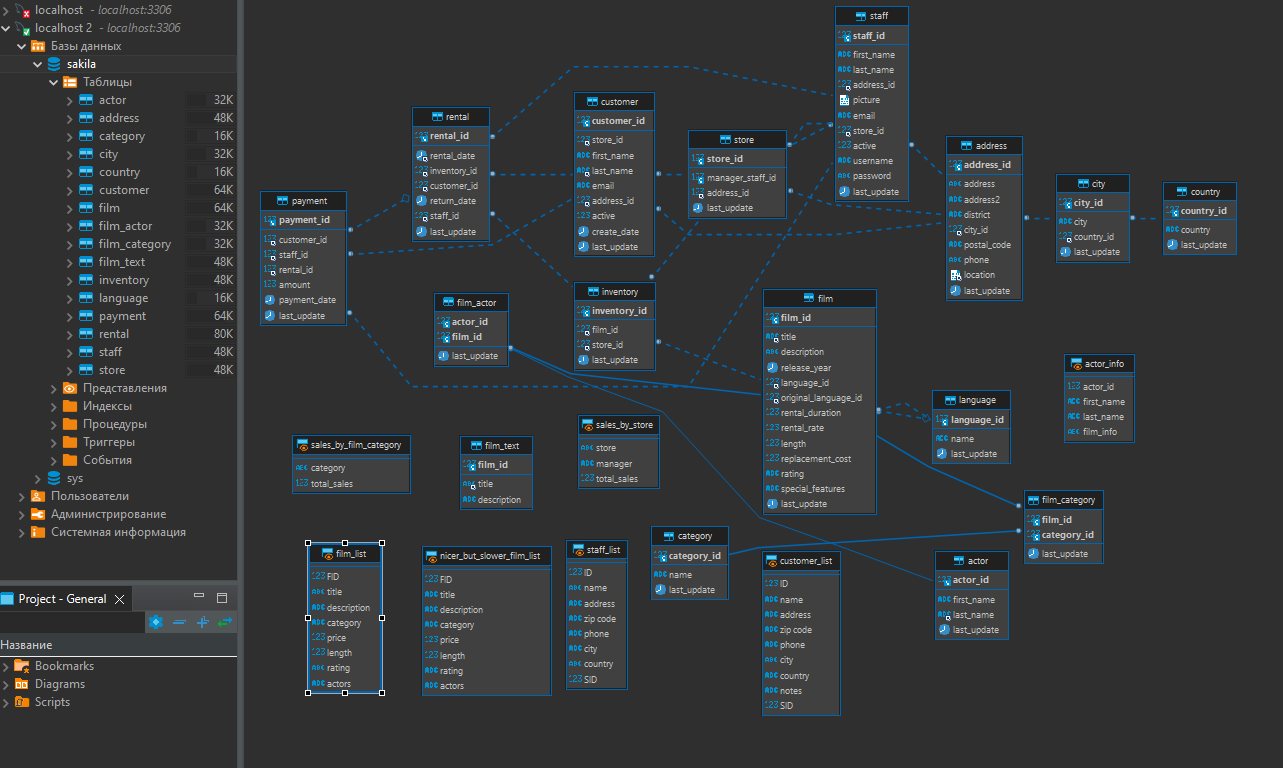 localhost - localhost:3306
localhost 2 - localhost:3306
Базы данных
sakila
Таблицы
actor 32K
address 48K
category 16K
city 32K
country 16K
customer 64K
film 64K
film_actor 32K
film_category 32K
film_text 48K
inventory 48K
language 16K
payment 64K
rental 80K
staff 48K
store 48K
Представления
Индексы
Процедуры
Триггеры
События
sys
Пользователи
Администрирование
Системная информация
Project - General
Название
Bookmarks
Diagrams
Scripts
staff
staff_id
first_name
last_name
address_id
picture
email
store_id
active
username
password
last_update
customer
customer_id
store_id
first_name
last_name
email
address_id
active
create_date
last_update
rental
rental_id
rental_date
inventory_id
customer_id
return_date
staff_id
last_update
store
store_id
manager_staff_id
address_id
last_update
address
address_id
address
address2
district
city_id
postal_code
phone
location
last_update
city
city_id
city
country_id
last_update
country
country_id
country
last_update
payment
payment_id
customer_id
staff_id
rental_id
amount
payment_date
last_update
film_actor
actor_id
film_id
last_update
inventory
inventory_id
film_id
store_id
last_update
film
film_id
title
description
release_year
language_id
original_language_id
rental_duration
rental_rate
length
replacement_cost
rating
special_features
last_update
actor_info
actor_id
first_name
last_name
film_info
language
language_id
name
last_update
sales_by_film_category
category
total_sales
film_text
film_id
title
description
sales_by_store
store
manager
total_sales
film_category
film_id
category_id
last_update
film_list
FID
title
description
category
price
length
rating
actors
nicer_but_slower_film_list
FID
title
description
category
price
length
rating
actors
staff_list
ID
name
address
zip code
phone
city
country
SID
category
category_id
name
last_update
customer_list
ID
name
address
zip code
phone
city
country
notes
SID
actor
actor_id
first_name
last_name
last_update